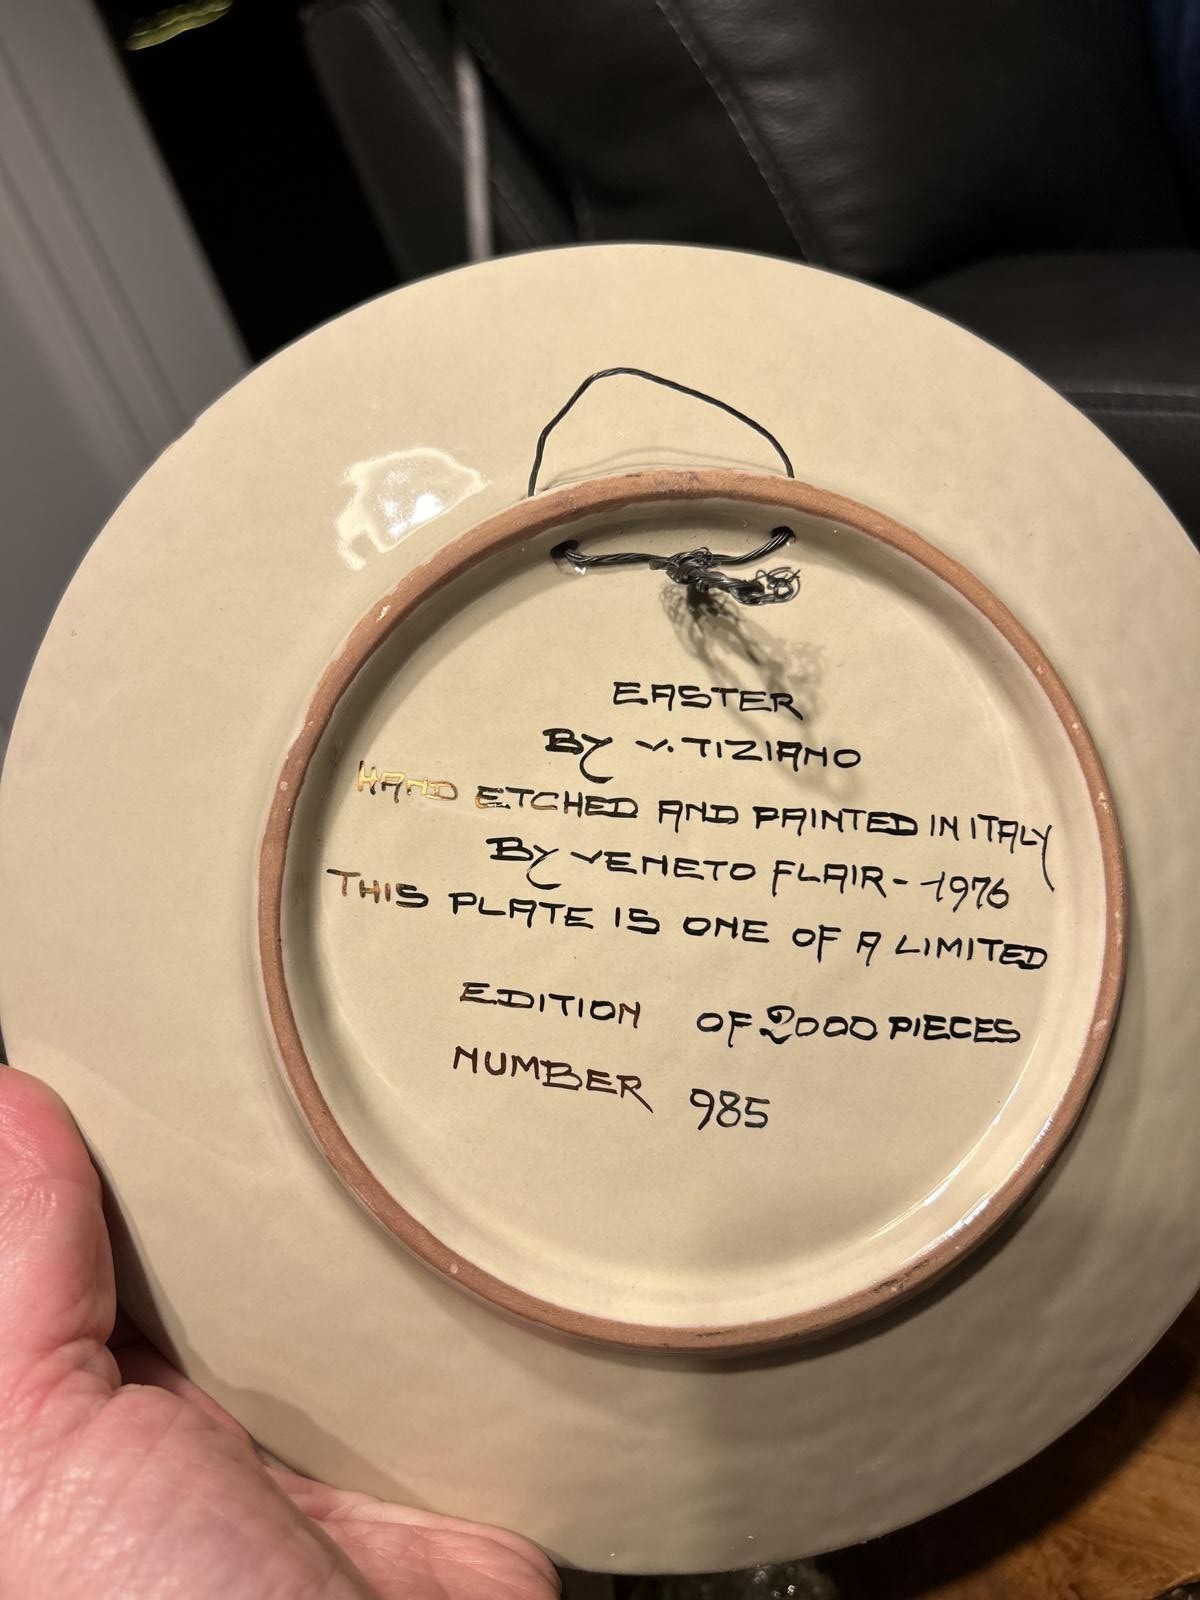 EASTER
BY V. TIZIANO
HAND ETCHED AND PAINTED IN ITALY
BY VENETO FLAIR - 1976
THIS PLATE IS ONE OF A LIMITED
EDITION OF 2000 PIECES
NUMBER 985